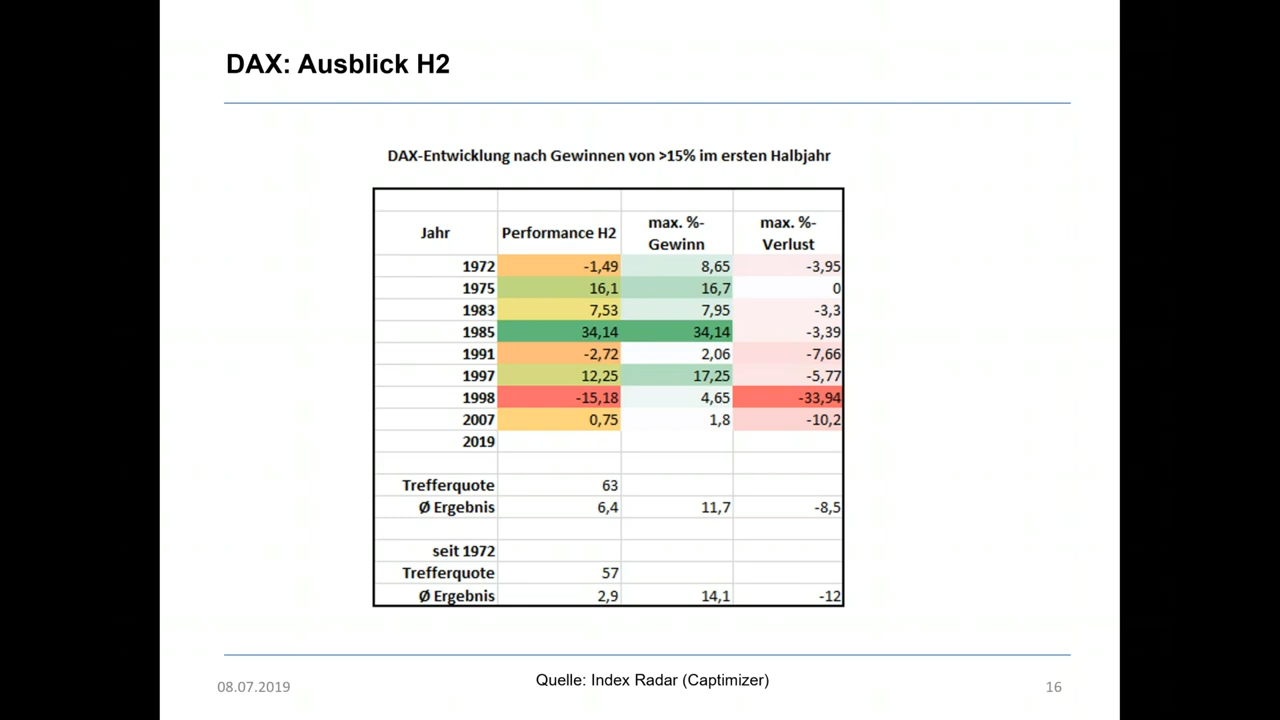 DAX: Ausblick H2
DAX-Entwicklung nach Gewinnen von >15% im ersten Halbjahr
Jahr Performance H2 max. %-Gewinn max. %-Verlust
1972 -1,49 8,65 -3,95
1975 16,1 16,7 0
1983 7,53 7,95 -3,3
1985 34,14 34,14 -3,39
1991 -2,72 2,06 -7,66
1997 12,25 17,25 -5,77
1998 -15,18 4,65 -33,94
2007 0,75 1,8 -10,2
2019
Trefferquote 63
Ø Ergebnis 6,4 11,7 -8,5
seit 1972
Trefferquote 57
Ø Ergebnis 2,9 14,1 -12
08.07.2019 Quelle: Index Radar (Captimizer) 16